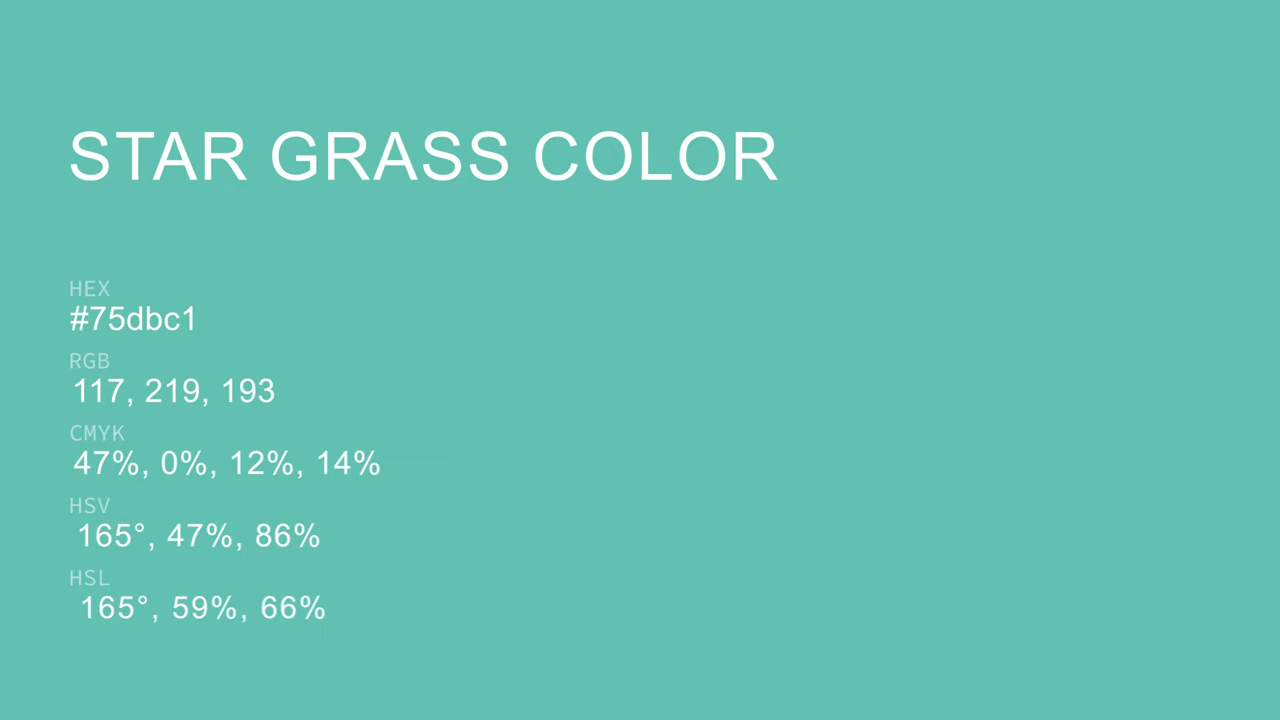 STAR GRASS COLOR
HEX
#75dbc1
RGB
117, 219, 193
CMYK
47%, 0%, 12%, 14%
HSV
165°, 47%, 86%
HSL
165°, 59%, 66%